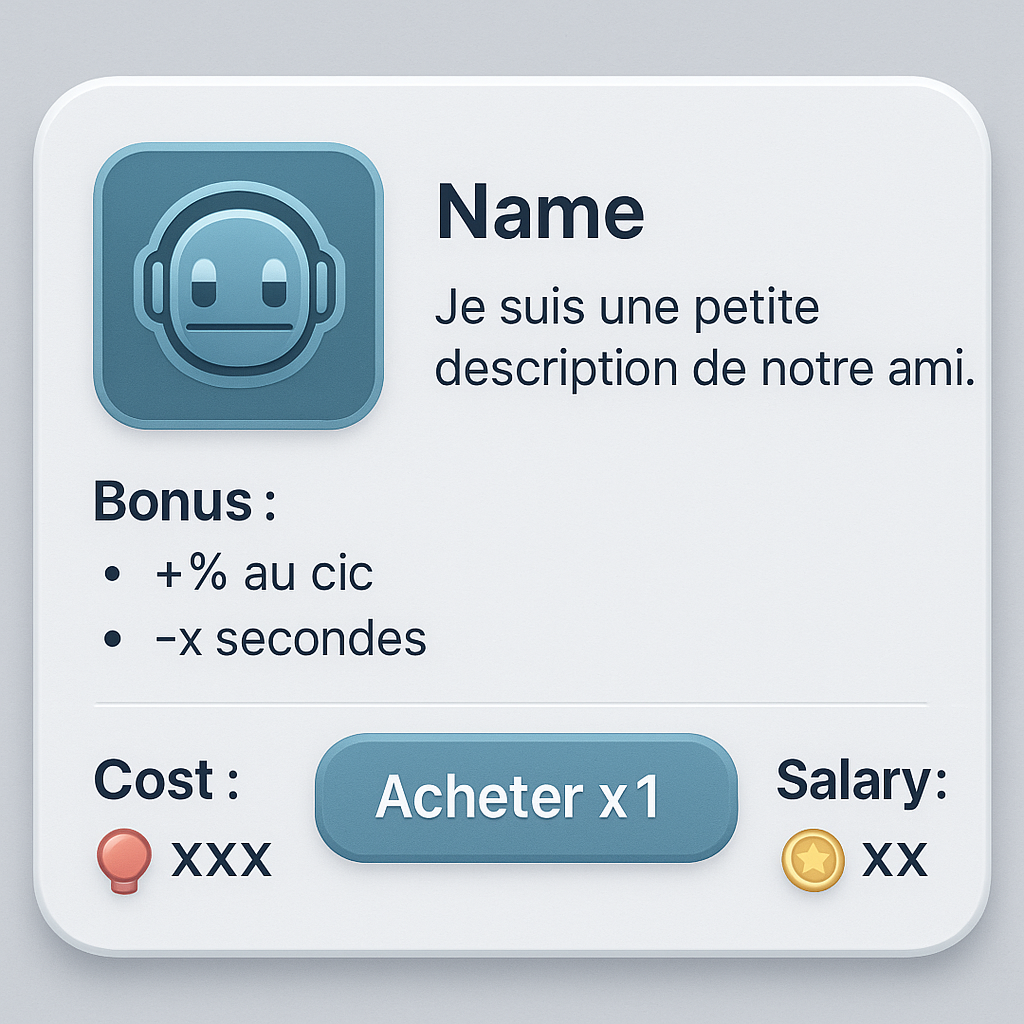 Name
Je suis une petite
description de notre ami.
Bonus :
• +% au cic
• −x secondes
Cost :
XXX
Acheter x1
Salary:
XX